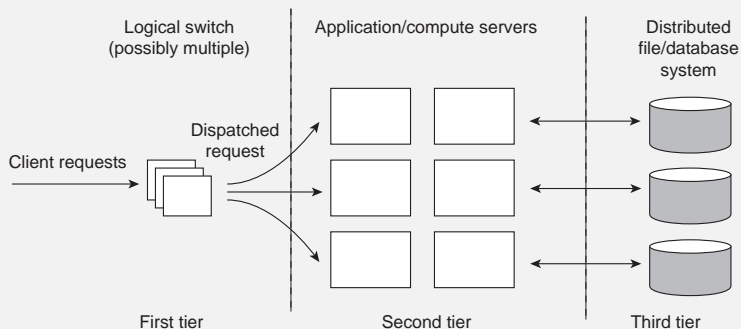 Logical switch
(possibly multiple)
Application/compute servers
Distributed
file/database
system
Dispatched
request
Client requests
First tier
Second tier
Third tier